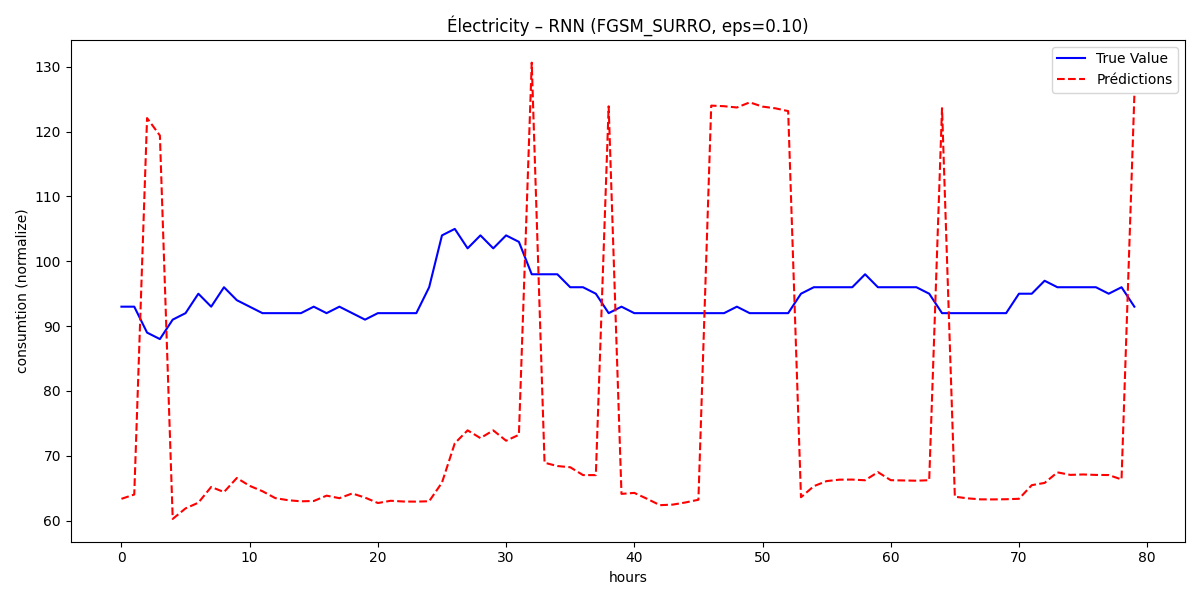 Électricity – RNN (FGSM_SURRO, eps=0.10)
True Value
Prédictions
consumtion (normalize)
130
120
110
100
90
80
70
60
0 10 20 30 40 50 60 70 80
hours